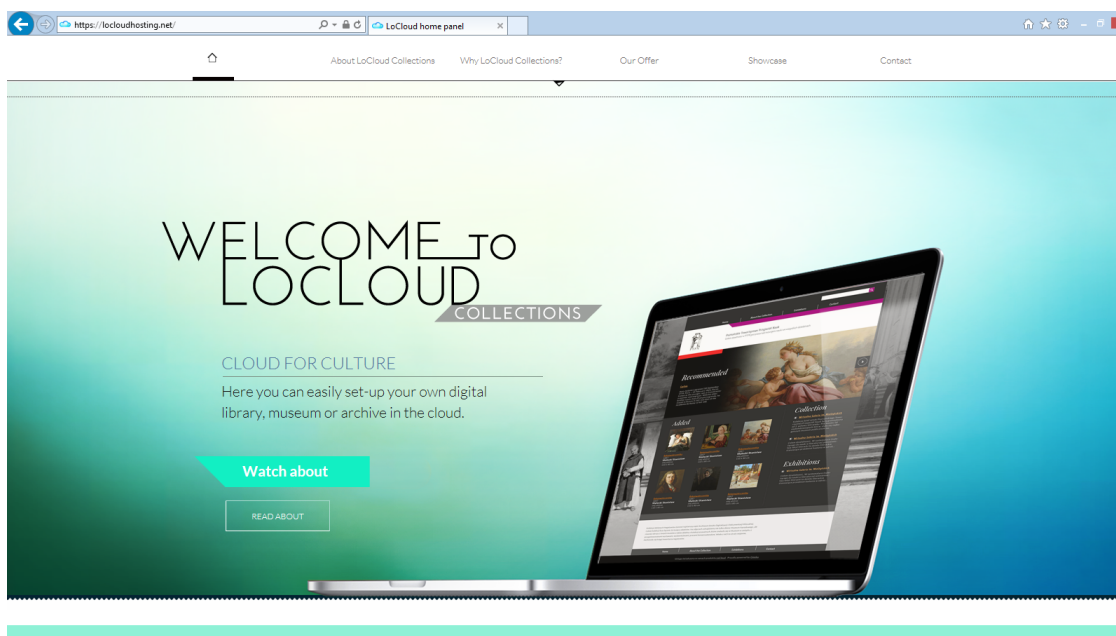 https://locloudhosting.net/
LoCloud home panel
About LoCloud Collections Why LoCloud Collections? Our Offer Showcase Contact
WELCOME TO
LOCLOUD
COLLECTIONS
CLOUD FOR CULTURE
Here you can easily set-up your own digital
library, museum or archive in the cloud.
Watch about
READ ABOUT
Recommended
Added
Collection
Exhibitions